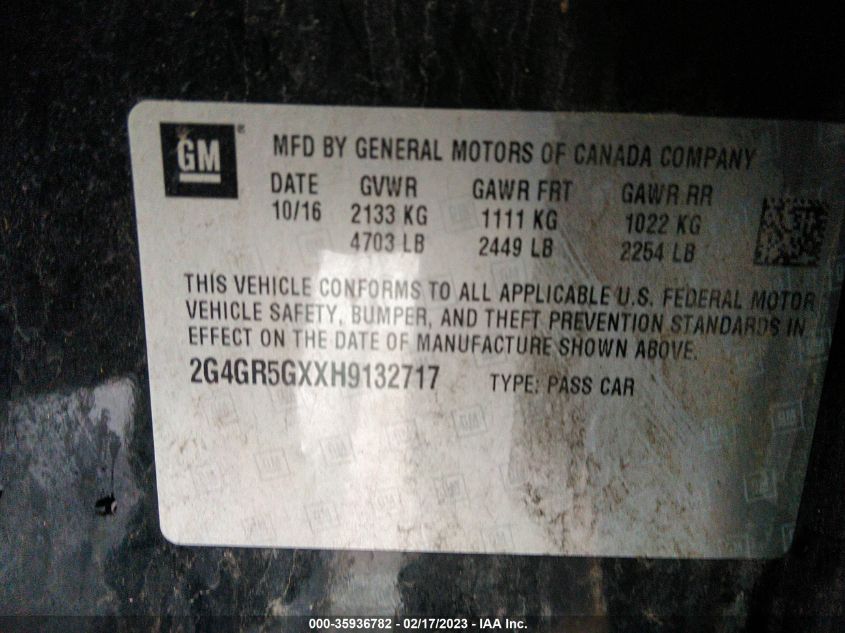 GM ® MFD BY GENERAL MOTORS OF CANADA COMPANY
DATE GVWR GAWR FRT GAWR RR
10/16 2133 KG 1111 KG 1022 KG
4703 LB 2449 LB 2254 LB
THIS VEHICLE CONFORMS TO ALL APPLICABLE U.S. FEDERAL MOTOR
VEHICLE SAFETY, BUMPER, AND THEFT PREVENTION STANDARDS IN
EFFECT ON THE DATE OF MANUFACTURE SHOWN ABOVE.
2G4GR5GXXH9132717 TYPE: PASS CAR
000-35936782 - 02/17/2023 - IAA Inc.